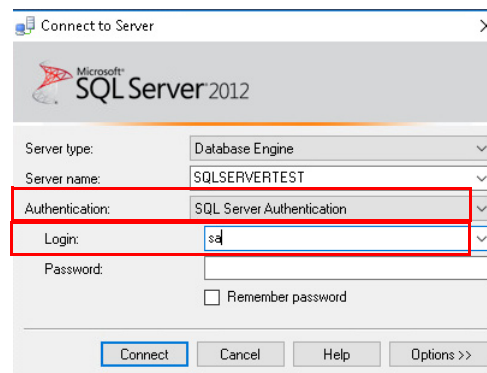 Connect to Server
Microsoft®
SQL Server® 2012
Server type: Database Engine
Server name: SQLSERVERTEST
Authentication: SQL Server Authentication
Login: sa
Password:
Remember password
Connect Cancel Help Options >>